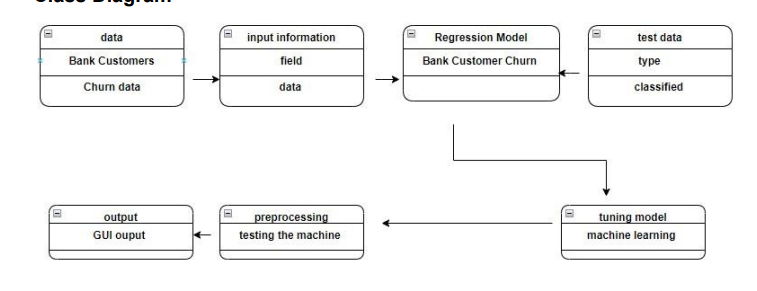 Class Diagram
data
Bank Customers
Churn data
input information
field
data
Regression Model
Bank Customer Churn
test data
type
classified
output
GUI ouput
preprocessing
testing the machine
tuning model
machine learning